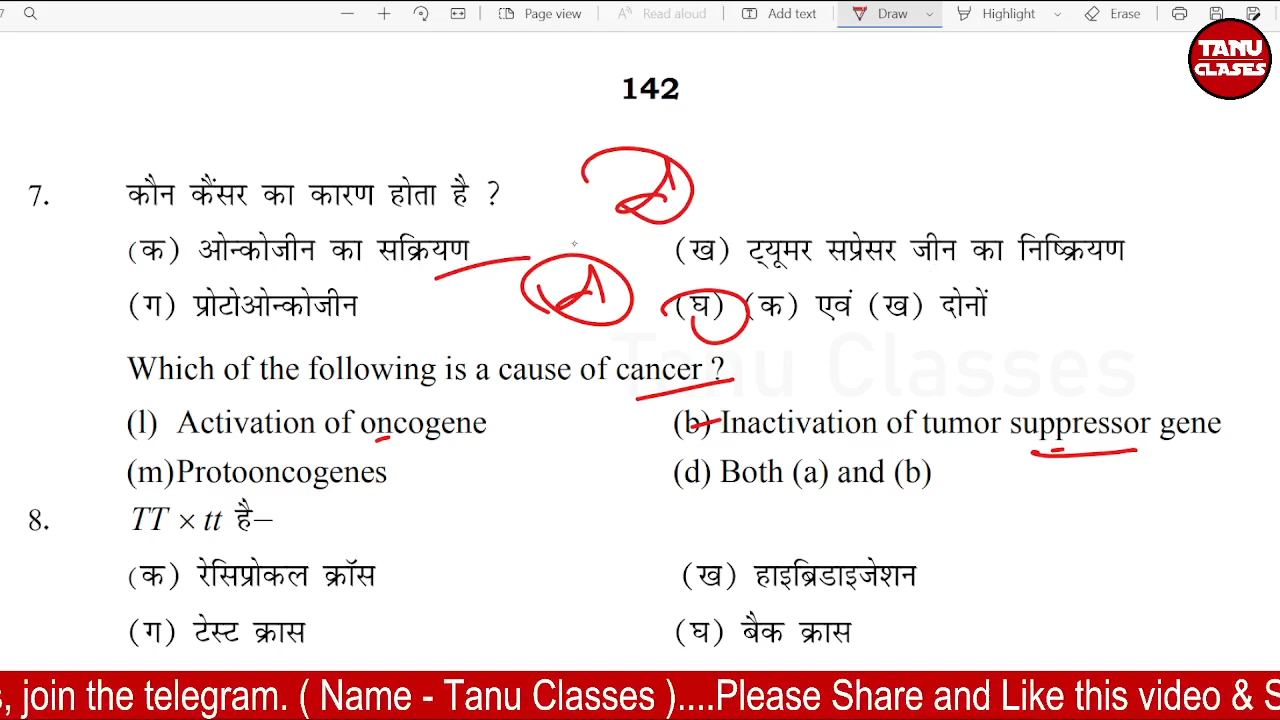 Page view Read aloud Add text Draw Highlight Erase
TANU
CLASES
142
7. कौन कैंसर का कारण होता है ?
(क) ओन्कोजीन का सक्रियण (ख) ट्यूमर सप्रेसर जीन का निष्क्रियण
(ग) प्रोटोओन्कोजीन (घ) (क) एवं (ख) दोनों
Tanu Classes
Which of the following is a cause of cancer ?
(l) Activation of oncogene (b) Inactivation of tumor suppressor gene
(m)Protooncogenes (d) Both (a) and (b)
8. TT × tt है–
(क) रेसिप्रोकल क्रॉस (ख) हाइब्रिडाइजेशन
(ग) टेस्ट क्रास (घ) बैक क्रास
s, join the telegram. ( Name - Tanu Classes )....Please Share and Like this video & S